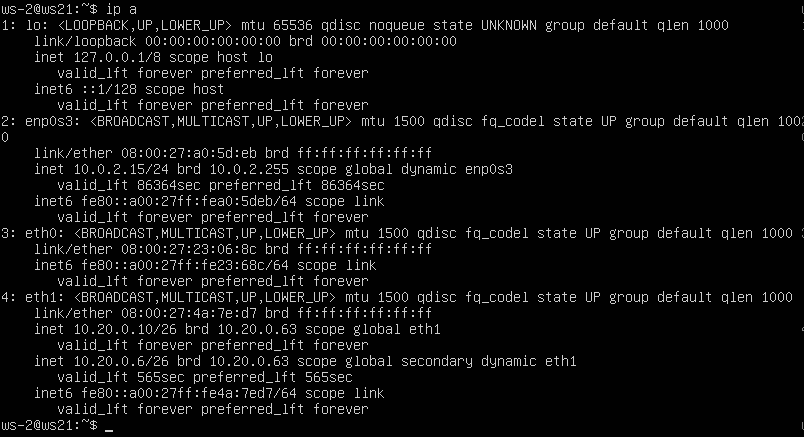 ws-2@ws21:~$ ip a
1: lo: <LOOPBACK,UP,LOWER_UP> mtu 65536 qdisc noqueue state UNKNOWN group default qlen 1000
link/loopback 00:00:00:00:00:00 brd 00:00:00:00:00:00
inet 127.0.0.1/8 scope host lo
valid_lft forever preferred_lft forever
inet6 ::1/128 scope host
valid_lft forever preferred_lft forever
2: enp0s3: <BROADCAST,MULTICAST,UP,LOWER_UP> mtu 1500 qdisc fq_codel state UP group default qlen 100
0
link/ether 08:00:27:a0:5d:eb brd ff:ff:ff:ff:ff:ff
inet 10.0.2.15/24 brd 10.0.2.255 scope global dynamic enp0s3
valid_lft 86364sec preferred_lft 86364sec
inet6 fe80::a00:27ff:fea0:5deb/64 scope link
valid_lft forever preferred_lft forever
3: eth0: <BROADCAST,MULTICAST,UP,LOWER_UP> mtu 1500 qdisc fq_codel state UP group default qlen 1000
link/ether 08:00:27:23:06:8c brd ff:ff:ff:ff:ff:ff
inet6 fe80::a00:27ff:fe23:68c/64 scope link
valid_lft forever preferred_lft forever
4: eth1: <BROADCAST,MULTICAST,UP,LOWER_UP> mtu 1500 qdisc fq_codel state UP group default qlen 1000
link/ether 08:00:27:4a:7e:d7 brd ff:ff:ff:ff:ff:ff
inet 10.20.0.10/26 brd 10.20.0.63 scope global eth1
valid_lft forever preferred_lft forever
inet 10.20.0.6/26 brd 10.20.0.63 scope global secondary dynamic eth1
valid_lft 565sec preferred_lft 565sec
inet6 fe80::a00:27ff:fe4a:7ed7/64 scope link
valid_lft forever preferred_lft forever
ws-2@ws21:~$ _